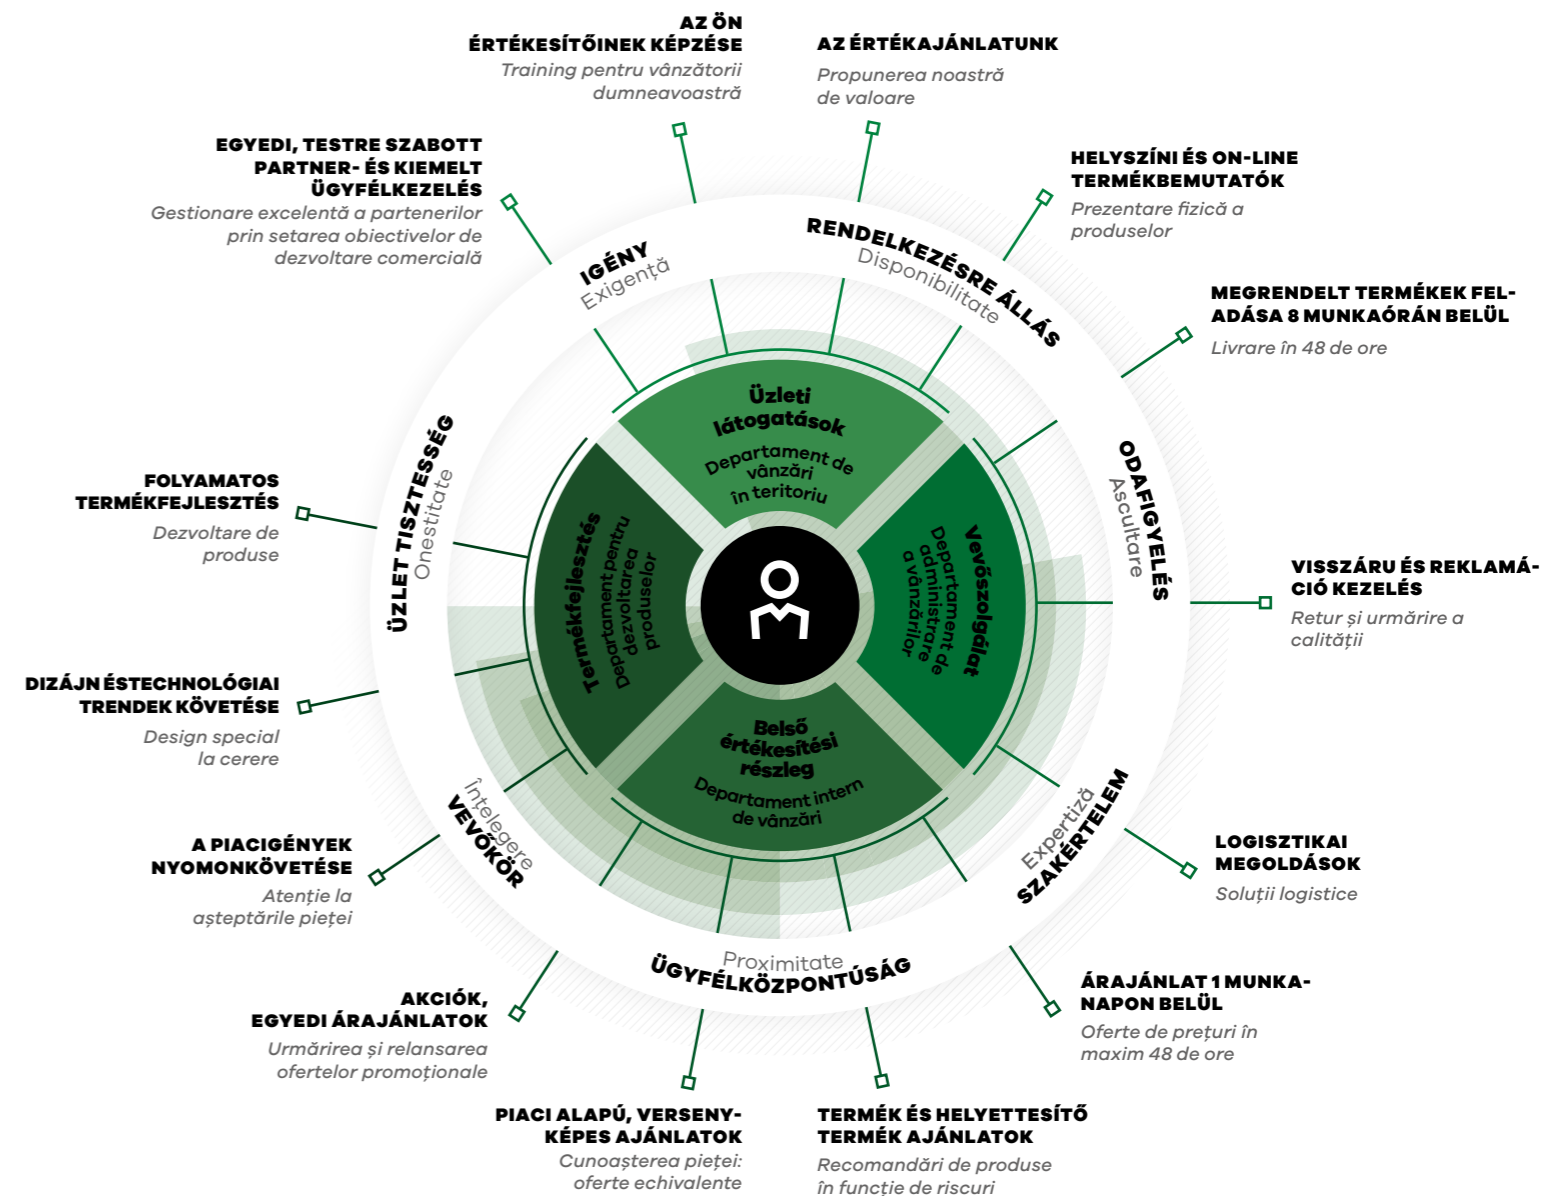 AZ ÖN
ÉRTÉKESÍTŐINEK KÉPZÉSE
Training pentru vânzătorii
dumneavoastră
AZ ÉRTÉKAJÁNLATUNK
Propunerea noastră
de valoare
EGYEDI, TESTRE SZABOTT
PARTNER- ÉS KIEMELT
ÜGYFÉLKEZELÉS
Gestionare excelentă a partenerilor
prin setarea obiectivelor de
dezvoltare comercială
HELYSZÍNI ÉS ON-LINE
TERMÉKBEMUTATÓK
Prezentare fizică a
produselor
MEGRENDELT TERMÉKEK FEL-
ADÁSA 8 MUNKAÓRÁN BELÜL
Livrare în 48 de ore
VISSZÁRU ÉS REKLAMÁ-
CIÓ KEZELÉS
Retur și urmărire a
calității
LOGISZTIKAI
MEGOLDÁSOK
Soluții logistice
ÁRAJÁNLAT 1 MUNKA-
NAPON BELÜL
Oferte de prețuri în
maxim 48 de ore
TERMÉK ÉS HELYETTESÍTŐ
TERMÉK AJÁNLATOK
Recomandări de produse
în funcție de riscuri
PIACI ALAPÚ, VERSENY-
KÉPES AJÁNLATOK
Cunoașterea pieței:
oferte echivalente
AKCIÓK,
EGYEDI ÁRAJÁNLATOK
Urmărirea și relansarea
ofertelor promoționale
A PIACIGÉNYEK
NYOMONKÖVETÉSE
Atenție la
așteptările pieței
DIZÁJN ÉSTECHNOLÓGIAI
TRENDEK KÖVETÉSE
Design special
la cerere
FOLYAMATOS
TERMÉKFEJLESZTÉS
Dezvoltare de
produse
IGÉNY
Exigență
RENDELKEZÉSRE ÁLLÁS
Disponibilitate
ODAFIGYELÉS
Ascultare
Expertiză
SZAKÉRTELEM
Proximitate
ÜGYFÉLKÖZPONTÚSÁG
Înțelegere
VEVŐKÖR
ÜZLET TISZTESSÉG
Onestitate
Üzleti
látogatások
Departament de
vânzări
în teritoriu
Vevőszolgálat
Departament de
administrare
a vânzărilor
Belső
értékesítési
részleg
Departament intern
de vânzări
Termékfejlesztés
Departament pentru
dezvoltarea
produselor